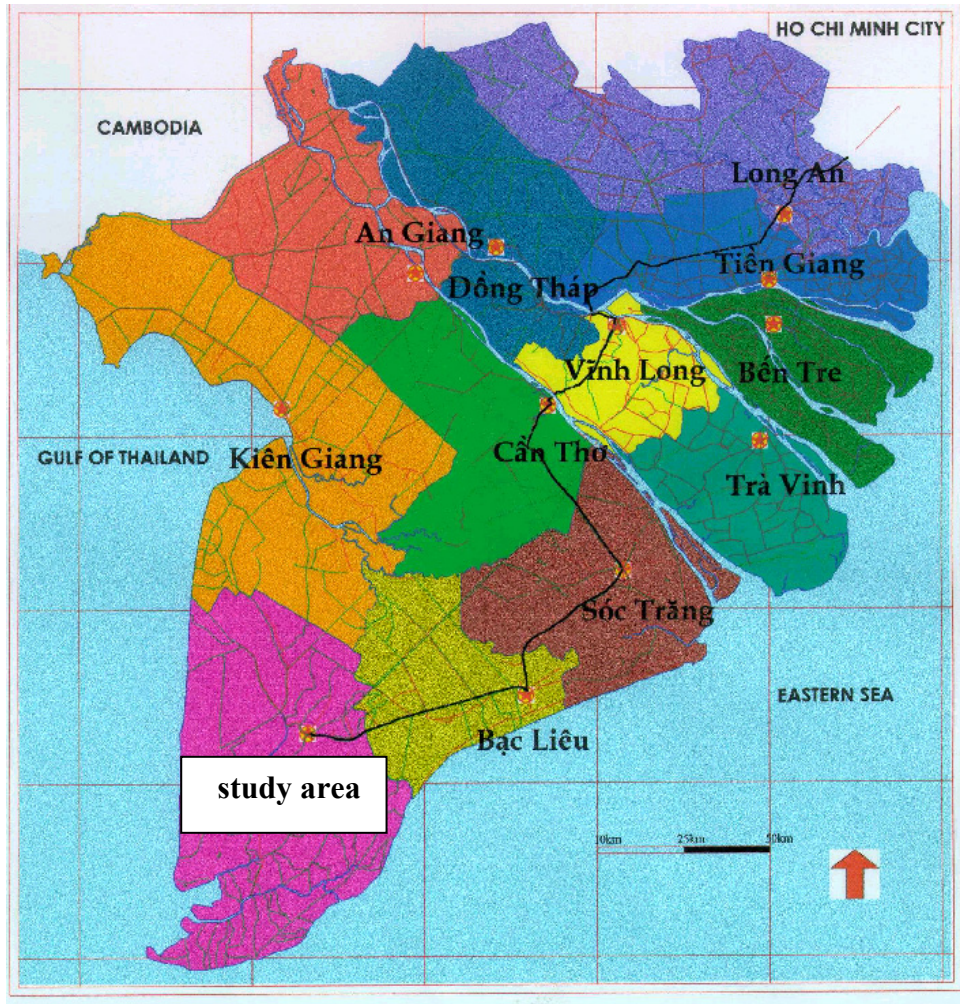 HO CHI MINH CITY
CAMBODIA
Long An
An Giang
Tiền Giang
Đồng Tháp
Vĩnh Long
Bến Tre
GULF OF THAILAND
Kiên Giang
Cần Thơ
Trà Vinh
Sóc Trăng
EASTERN SEA
Bạc Liêu
study area
10km 25km 50km